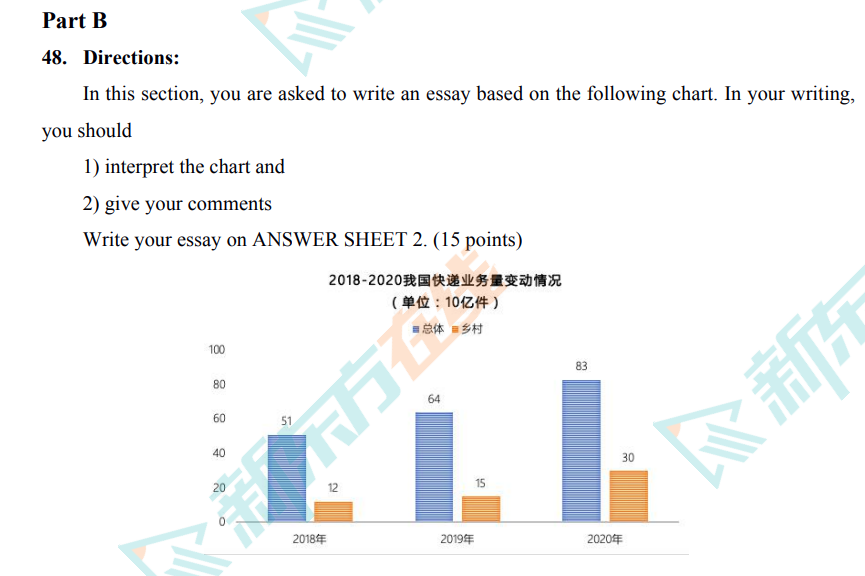 Part B
48. Directions:
In this section, you are asked to write an essay based on the following chart. In your writing,
you should
1) interpret the chart and
2) give your comments
Write your essay on ANSWER SHEET 2. (15 points)
2018-2020我国快递业务量变动情况
（单位：10亿件）
总体 乡村
100
80
60
40
20
0
51
12
64
15
83
30
2018年 2019年 2020年
新东方在线
新东